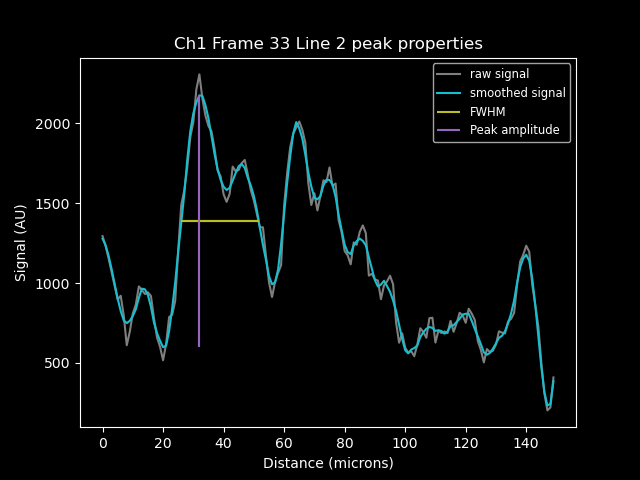 Ch1 Frame 33 Line 2 peak properties
raw signal
smoothed signal
FWHM
Peak amplitude
Signal (AU)
2000
1500
1000
500
0 20 40 60 80 100 120 140
Distance (microns)